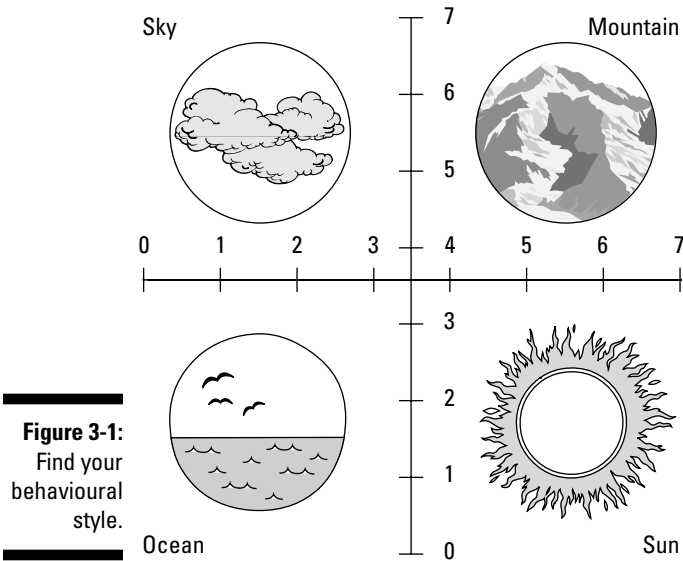 Sky
7
Mountain
6
5
0 1 2 3 4 5 6 7
3
2
1
0
Ocean
Sun
Figure 3-1:
Find your
behavioural
style.